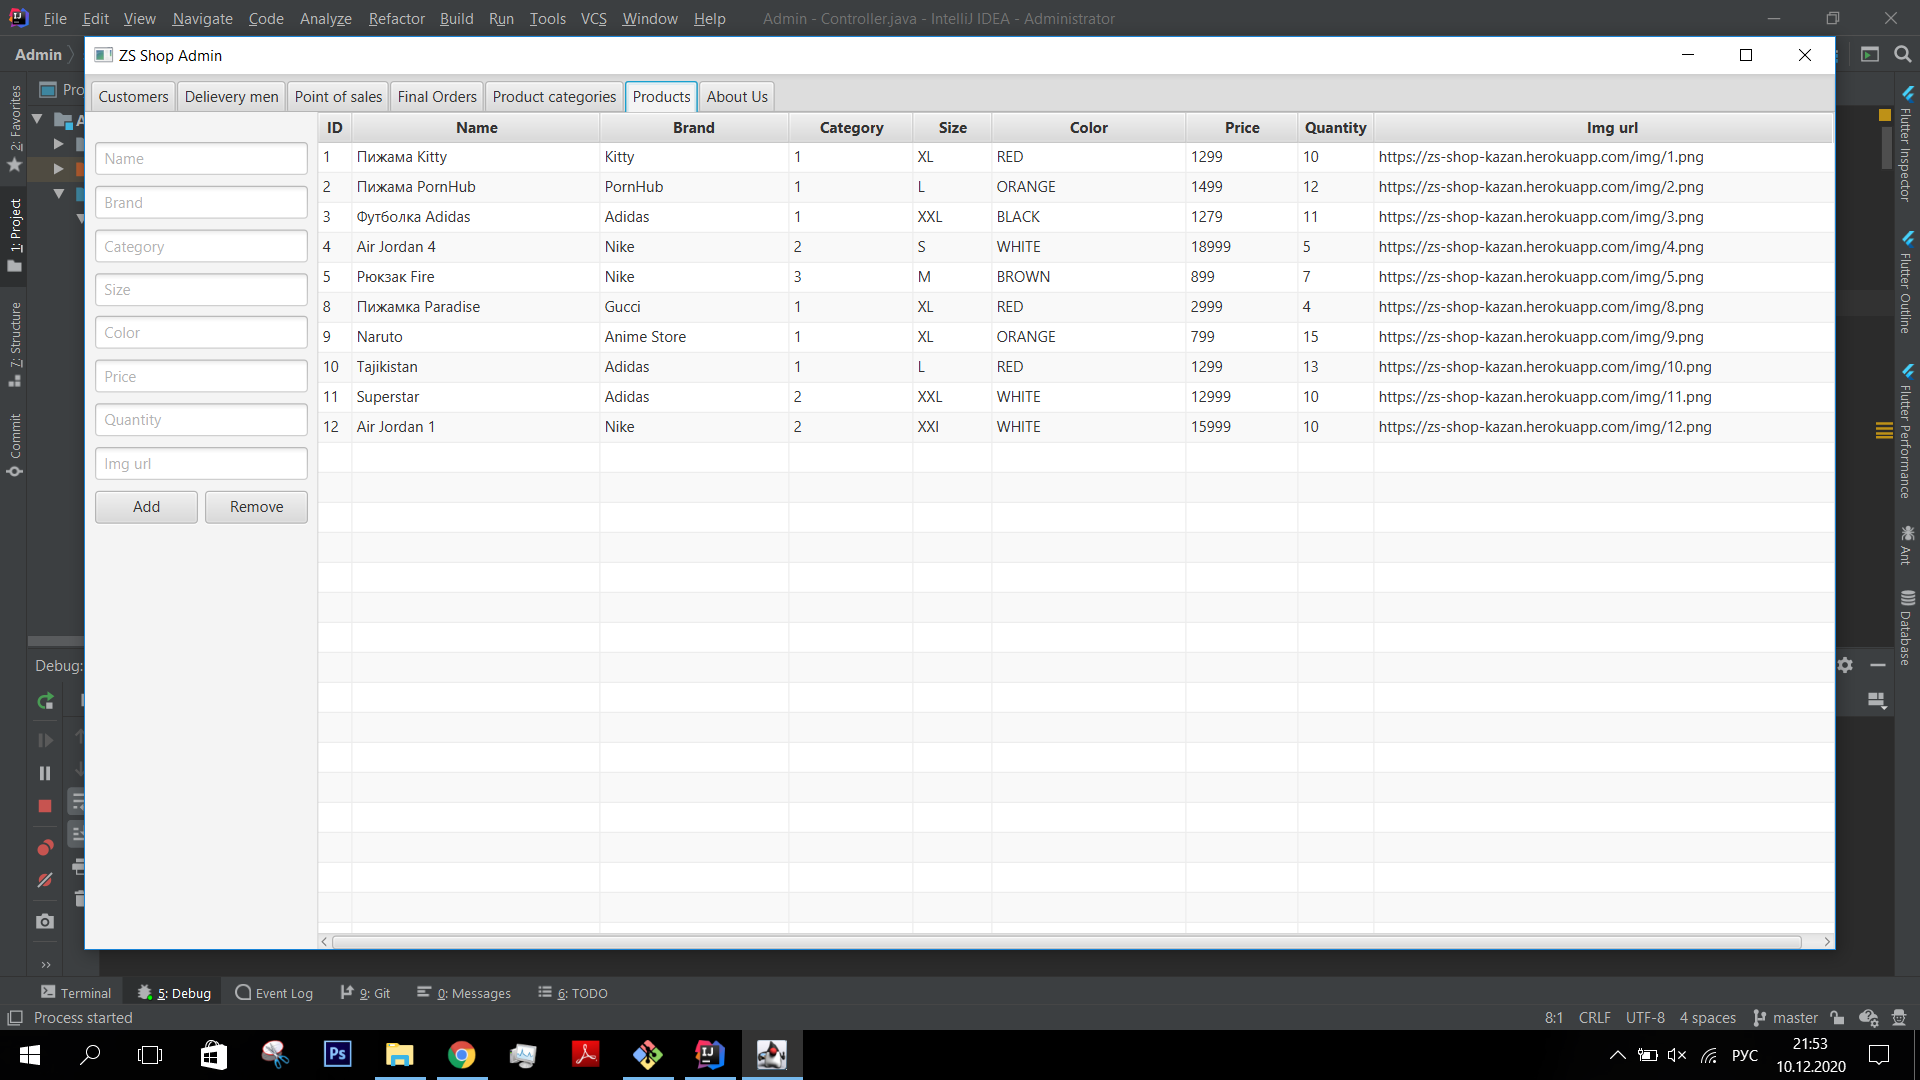 File Edit View Navigate Code Analyze Refactor Build Run Tools VCS Window Help Admin - Controller.java - IntelliJ IDEA - Administrator
Admin
ZS Shop Admin
Customers Delievery men Point of sales Final Orders Product categories Products About Us
ID Name Brand Category Size Color Price Quantity Img url
1 Пижама Kitty Kitty 1 XL RED 1299 10 https://zs-shop-kazan.herokuapp.com/img/1.png
2 Пижама PornHub PornHub 1 L ORANGE 1499 12 https://zs-shop-kazan.herokuapp.com/img/2.png
3 Футболка Adidas Adidas 1 XXL BLACK 1279 11 https://zs-shop-kazan.herokuapp.com/img/3.png
4 Air Jordan 4 Nike 2 S WHITE 18999 5 https://zs-shop-kazan.herokuapp.com/img/4.png
5 Рюкзак Fire Nike 3 M BROWN 899 7 https://zs-shop-kazan.herokuapp.com/img/5.png
8 Пижамка Paradise Gucci 1 XL RED 2999 4 https://zs-shop-kazan.herokuapp.com/img/8.png
9 Naruto Anime Store 1 XL ORANGE 799 15 https://zs-shop-kazan.herokuapp.com/img/9.png
10 Tajikistan Adidas 1 L RED 1299 13 https://zs-shop-kazan.herokuapp.com/img/10.png
11 Superstar Adidas 2 XXL WHITE 12999 10 https://zs-shop-kazan.herokuapp.com/img/11.png
12 Air Jordan 1 Nike 2 XXl WHITE 15999 10 https://zs-shop-kazan.herokuapp.com/img/12.png
Name
Brand
Category
Size
Color
Price
Quantity
Img url
Add Remove
Pro
A
2: Favorites
1: Project
7: Structure
Commit
Flutter Inspector
Flutter Outline
Flutter Performance
Ant
Database
Debug:
Terminal 5: Debug Event Log 9: Git 0: Messages 6: TODO
Process started 8:1 CRLF UTF-8 4 spaces master
Ps
IJ
РУС
21:53
10.12.2020